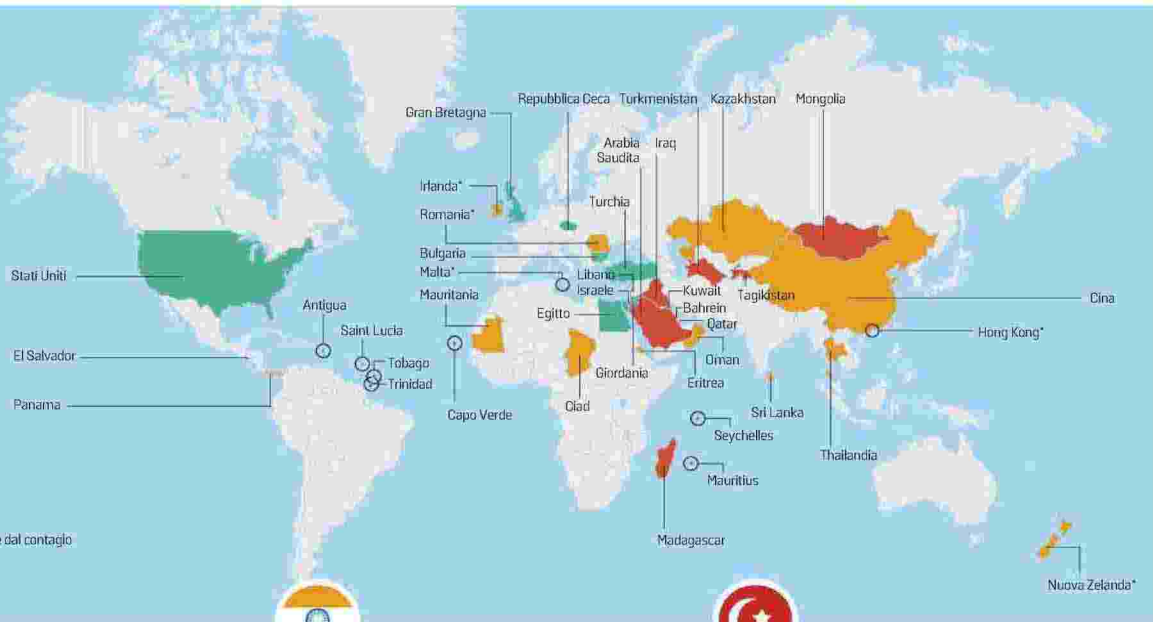 Repubblica Ceca
Turkmenistan
Kazakhstan
Mongolia
Gran Bretagna
Arabia
Saudita
Iraq
Irlanda*
Turchia
Romania*
Bulgaria
Malta*
Libano
Israele
Stati Uniti
Mauritania
Kuwait
Tagikistan
Cina
Antigua
Egitto
Bahrein
Qatar
Saint Lucia
Hong Kong*
El Salvador
Tobago
Oman
Trinidad
Giordania
Eritrea
Panama
Capo Verde
Ciad
Sri Lanka
Seychelles
Thailandia
Mauritius
e dal contagio
Madagascar
Nuova Zelanda*